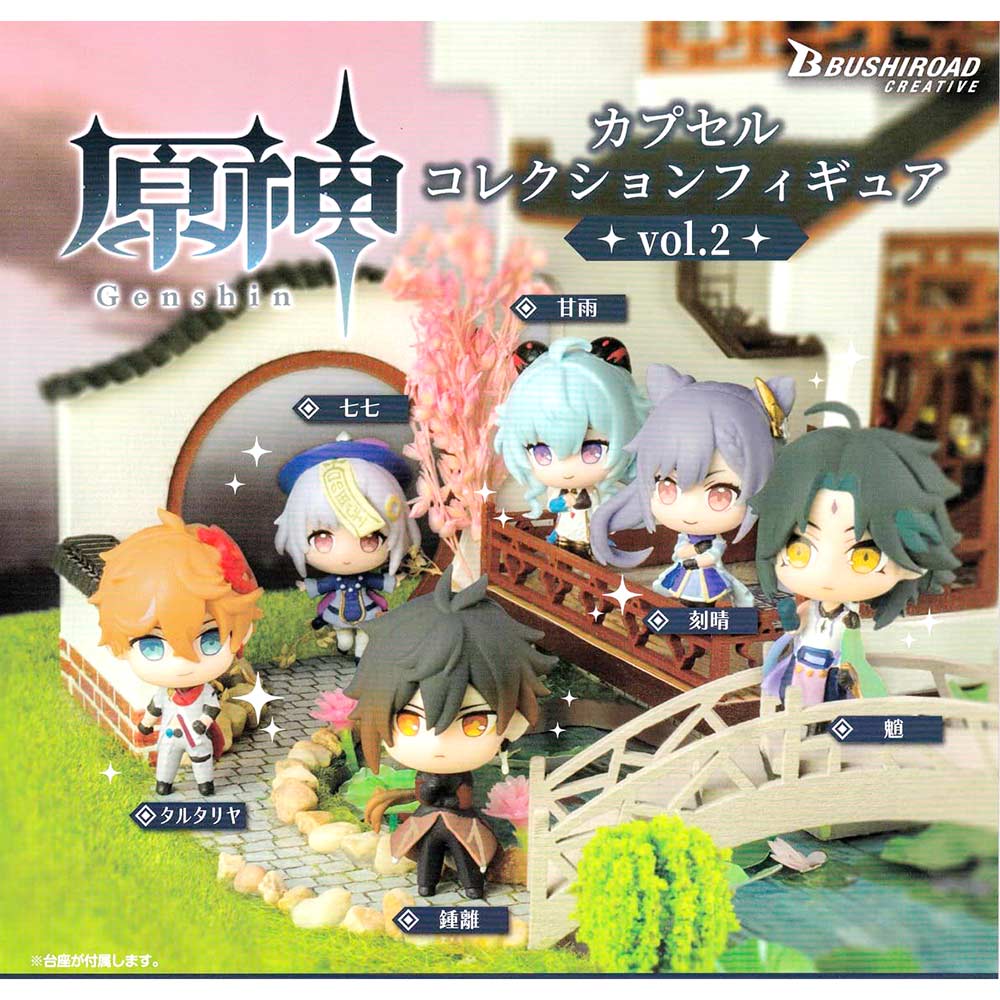 BUSHIROAD
CREATIVE
原神
Genshin
カプセル
コレクションフィギュア
vol.2
甘雨
七七
刻晴
魈
タルタリヤ
鍾離
※台座が付属します。